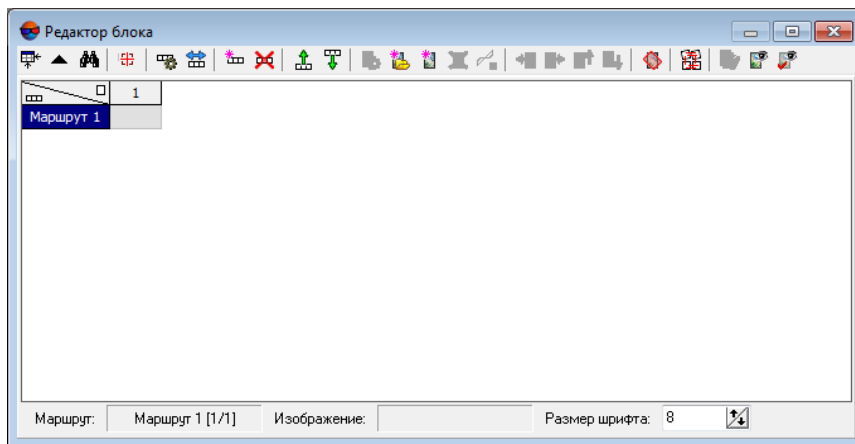 Редактор блока
1
Маршрут 1
Маршрут: Маршрут 1 [1/1] Изображение: Размер шрифта: 8